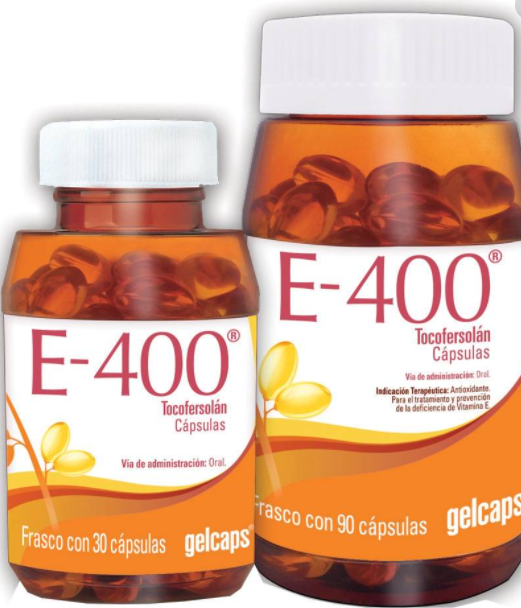 E-400®
Tocofersolán
Cápsulas
Vía de administración: Oral.
Frasco con 30 cápsulas
gelcaps
E-400®
Tocofersolán
Cápsulas
Vía de administración: Oral.
Indicación Terapéutica: Antioxidante.
Para el tratamiento y prevención
de la deficiencia de Vitamina E.
Frasco con 90 cápsulas
gelcaps